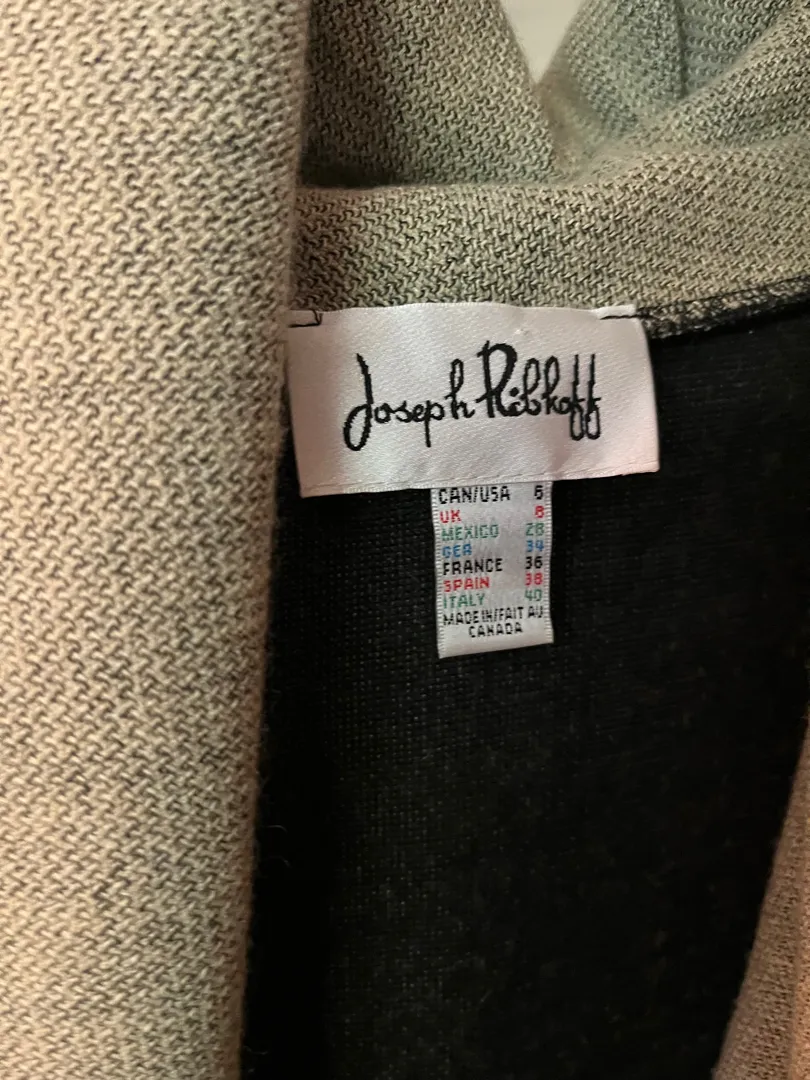 Joseph Ribkoff
CAN/USA 6
UK 8
MEXICO 28
GER 34
FRANCE 36
SPAIN 38
ITALY 40
MADE IN/FAIT AU
CANADA